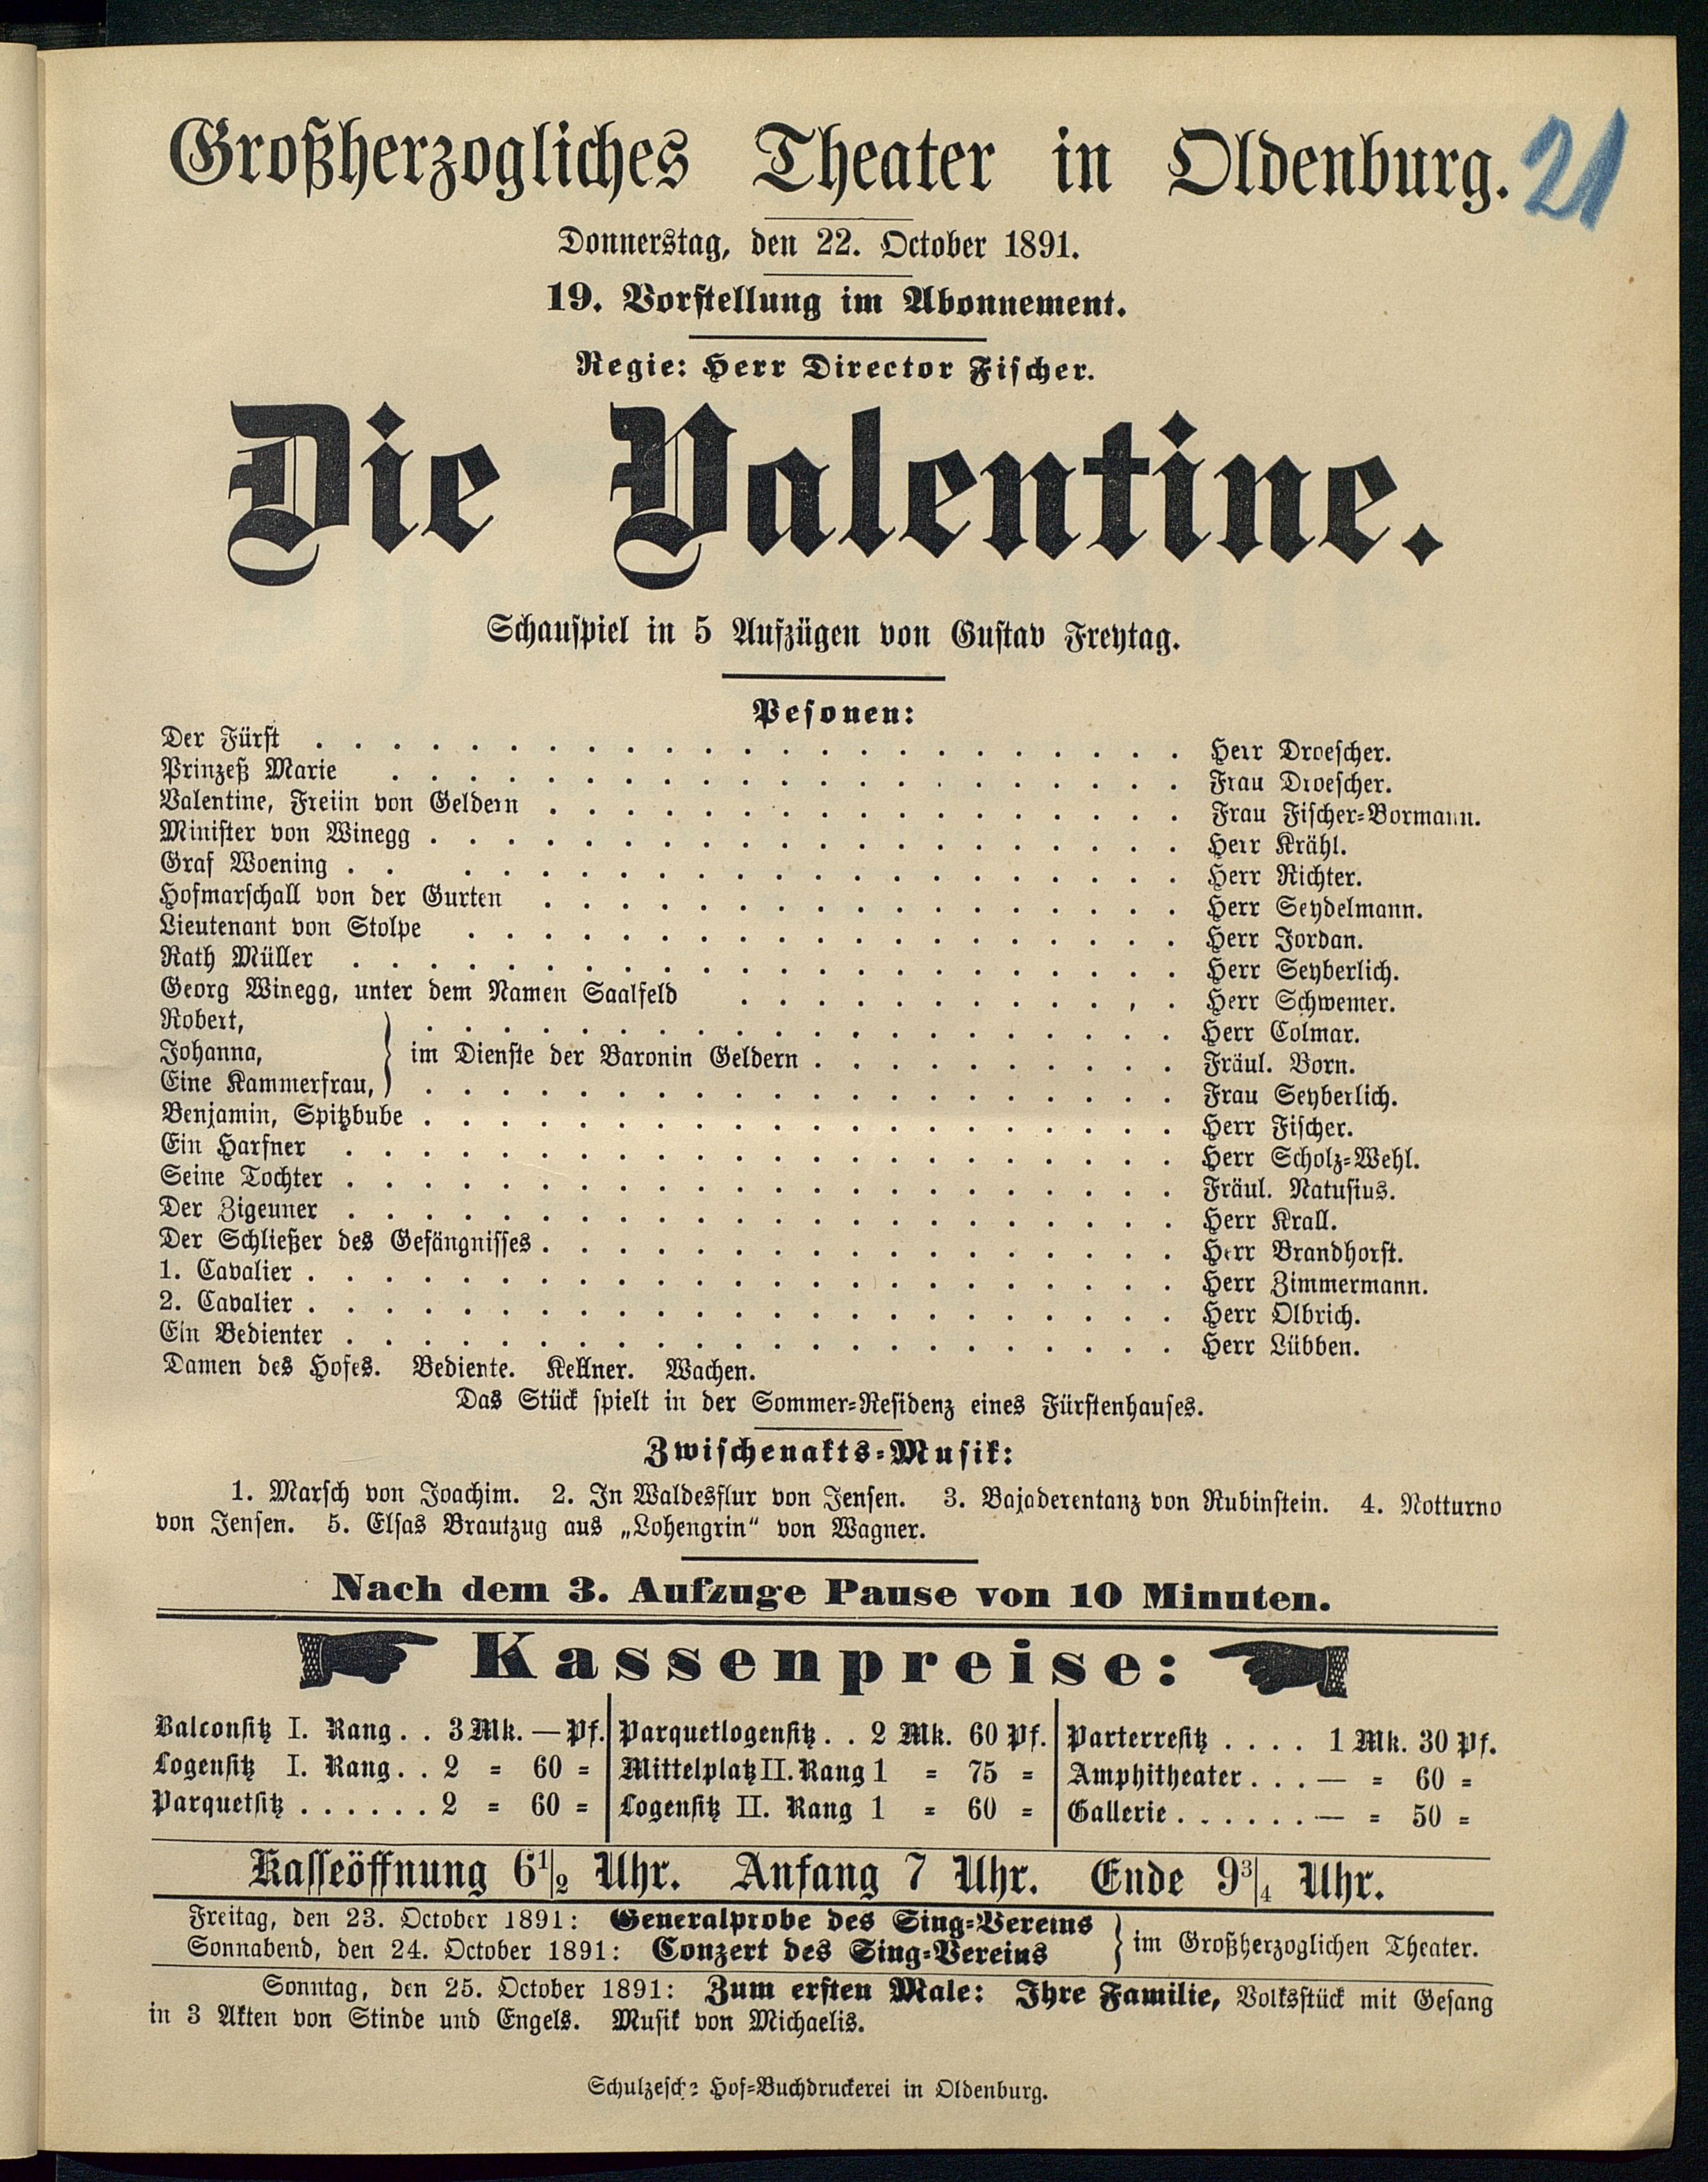 Großherzogliches Theater in Oldenburg.
21
Donnerstag, den 22. October 1891.
19. Vorstellung im Abonnement.
Regie: Herr Director Fischer.
Die Valentine.
Schauspiel in 5 Aufzügen von Gustav Freytag.
Pesonen:
Der Fürst . . . . . . . . . . Herr Droescher.
Prinzeß Marie . . . . . . . . . . Frau Droescher.
Valentine, Freiin von Geldern . . . . . . . . . . Frau Fischer-Bormann.
Minister von Winegg . . . . . . . . . . Herr Krähl.
Graf Woening . . . . . . . . . . Herr Richter.
Hofmarschall von der Gurten . . . . . . . . . . Herr Seydelmann.
Lieutenant von Stolpe . . . . . . . . . . Herr Jordan.
Rath Müller . . . . . . . . . . Herr Seyberlich.
Georg Winegg, unter dem Namen Saalfeld . . . . . . . . . . Herr Schwemer.
Robert, . . . . . . . . . . Herr Colmar.
Johanna, } im Dienste der Baronin Geldern . . . . . . . . . . Fräul. Born.
Eine Kammerfrau, . . . . . . . . . . Frau Seyberlich.
Benjamin, Spitzbube . . . . . . . . . . Herr Fischer.
Ein Harfner . . . . . . . . . . Herr Scholz-Wehl.
Seine Tochter . . . . . . . . . . Fräul. Natusius.
Der Zigeuner . . . . . . . . . . Herr Krall.
Der Schließer des Gefängnisses . . . . . . . . . . Herr Brandhorst.
1. Cavalier . . . . . . . . . . Herr Zimmermann.
2. Cavalier . . . . . . . . . . Herr Olbrich.
Ein Bedienter . . . . . . . . . . Herr Lübben.
Damen des Hofes. Bediente. Kellner. Wachen.
Das Stück spielt in der Sommer-Residenz eines Fürstenhauses.
Zwischenakts-Musik:
1. Marsch von Joachim. 2. In Waldesflur von Jensen. 3. Bajaderentanz von Rubinstein. 4. Notturno
von Jensen. 5. Elsas Brautzug aus „Lohengrin“ von Wagner.
Nach dem 3. Aufzuge Pause von 10 Minuten.
Kassenpreise:
Balconsitz I. Rang . . 3 Mk. — Pf. Parquetlogensitz . . 2 Mk. 60 Pf. Parterresitz . . . . 1 Mk. 30 Pf.
Logensitz I. Rang . . 2 = 60 = Mittelplatz II. Rang 1 = 75 = Amphitheater . . . — = 60 =
Parquetsitz . . . . . . 2 = 60 = Logensitz II. Rang 1 = 60 = Gallerie . . . . . . — = 50 =
Kasseöffnung 6 1/2 Uhr. Anfang 7 Uhr. Ende 9 3/4 Uhr.
Freitag, den 23. October 1891: Generalprobe des Sing-Vereins
Sonnabend, den 24. October 1891: Conzert des Sing-Vereins } im Großherzoglichen Theater.
Sonntag, den 25. October 1891: Zum ersten Male: Ihre Familie, Volksstück mit Gesang
in 3 Akten von Stinde und Engels. Musik von Michaelis.
Schulzesche Hof-Buchdruckerei in Oldenburg.